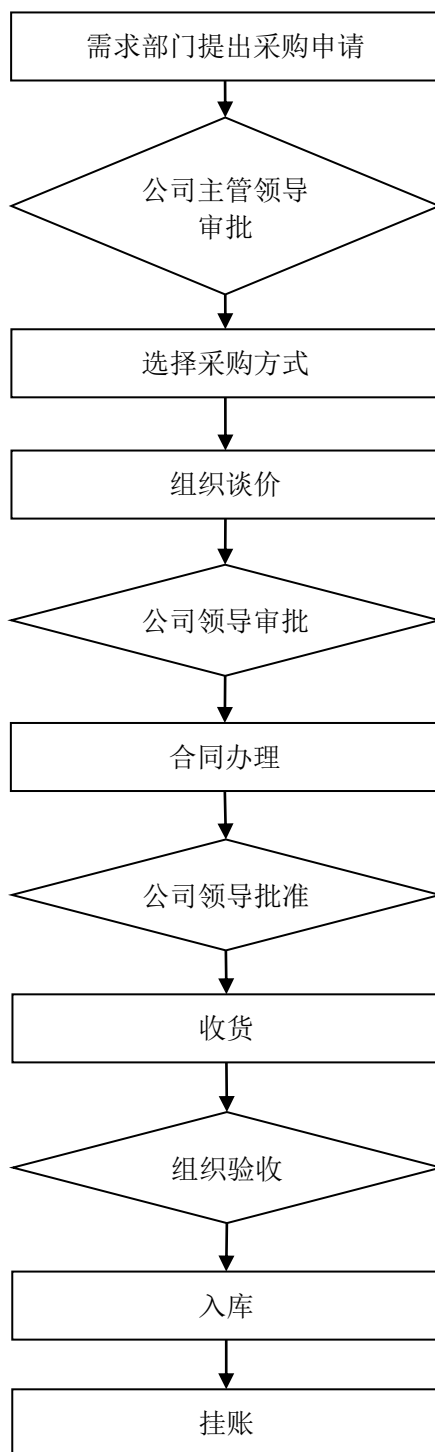 需求部门提出采购申请
公司主管领导
审批
选择采购方式
组织谈价
公司领导审批
合同办理
公司领导批准
收货
组织验收
入库
挂账